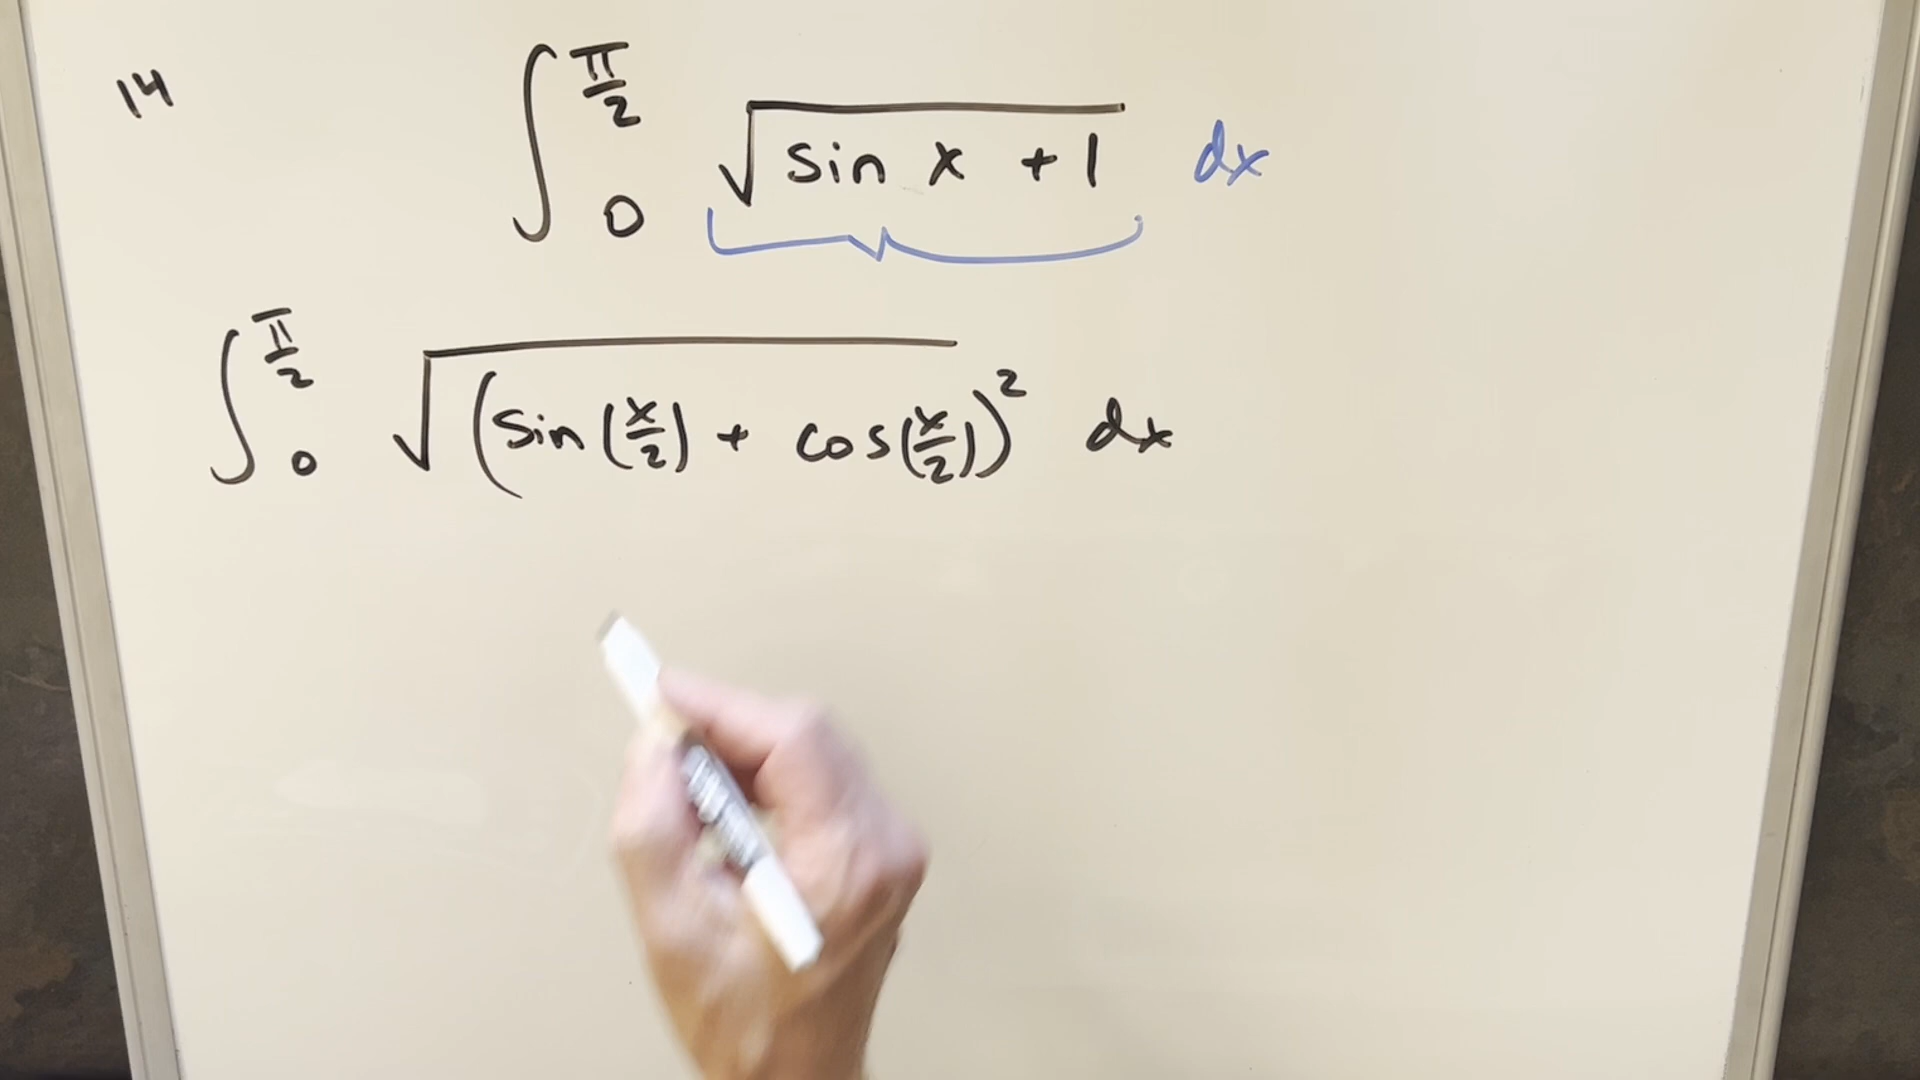 14
∫₀^(π/2) √(sin x + 1) dx
∫₀^(π/2) √((sin(x/2) + cos(x/2))²) dx